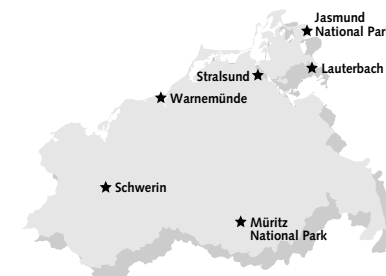 Jasmund
National Par
Lauterbach
Stralsund
Warnemünde
Schwerin
Müritz
National Park